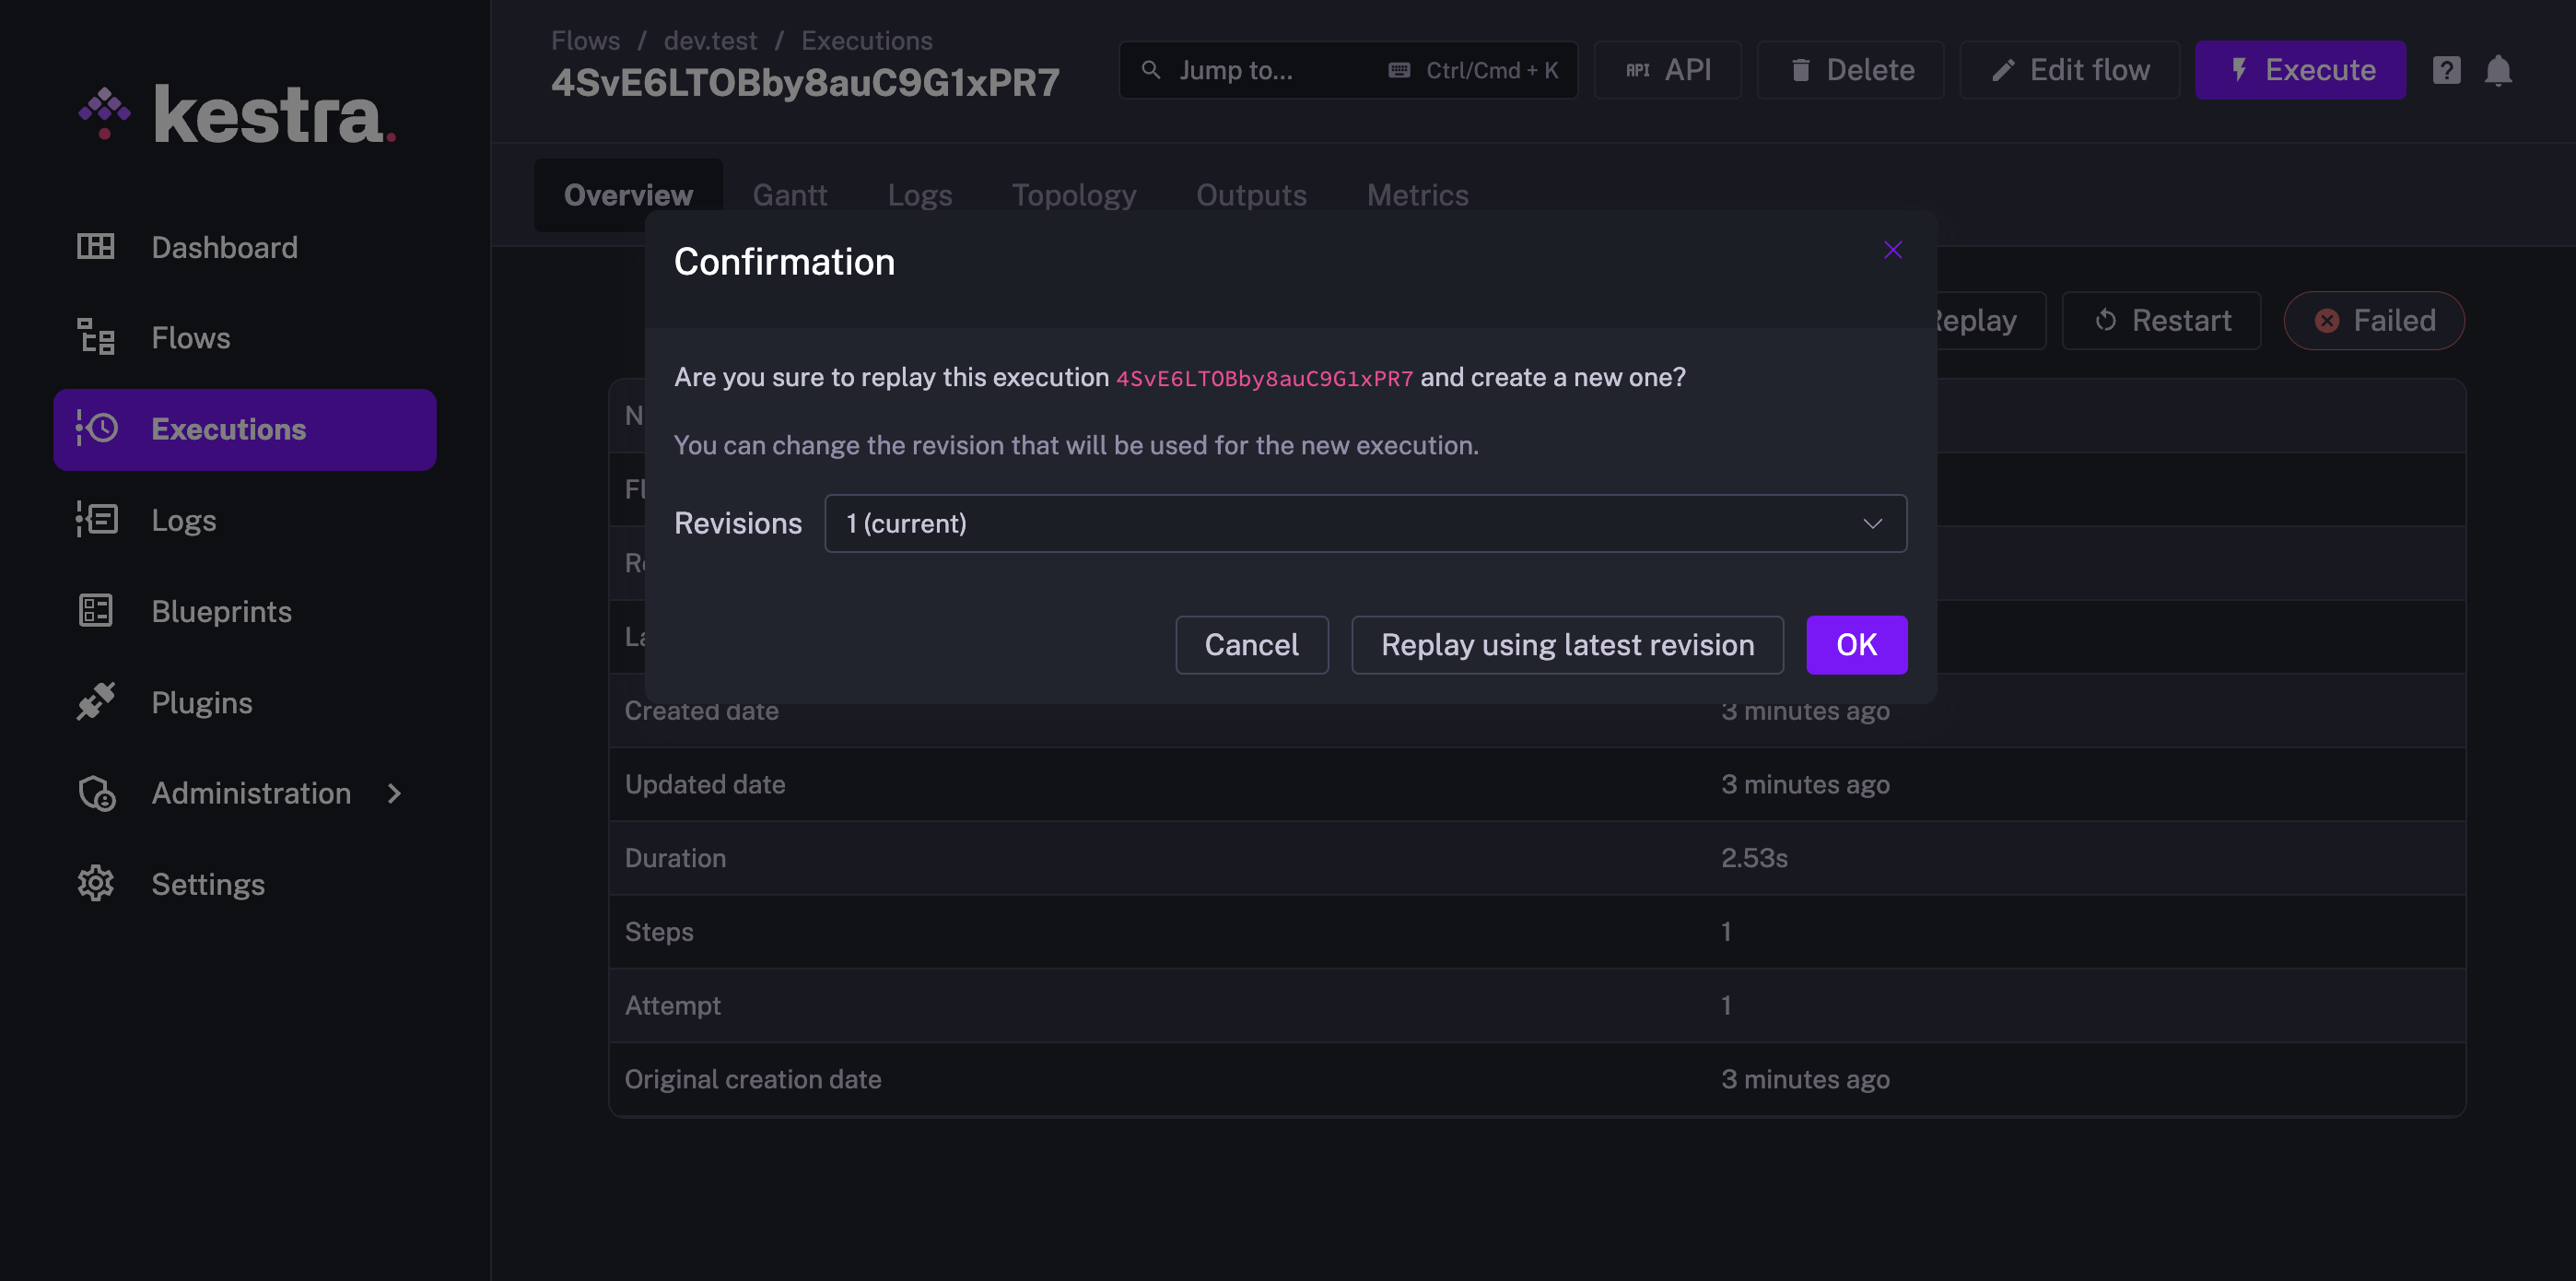 kestra.
Dashboard
Flows
Executions
Logs
Blueprints
Plugins
Administration
Settings
Flows / dev.test / Executions
4SvE6LTOBby8auC9G1xPR7
Jump to... Ctrl/Cmd + K
API API
Delete
Edit flow
Execute
?
Overview Gantt Logs Topology Outputs Metrics
Replay Restart Failed
Confirmation
Are you sure to replay this execution 4SvE6LTOBby8auC9G1xPR7 and create a new one?
You can change the revision that will be used for the new execution.
Revisions 1 (current)
Cancel Replay using latest revision OK
Created date 3 minutes ago
Updated date 3 minutes ago
Duration 2.53s
Steps 1
Attempt 1
Original creation date 3 minutes ago